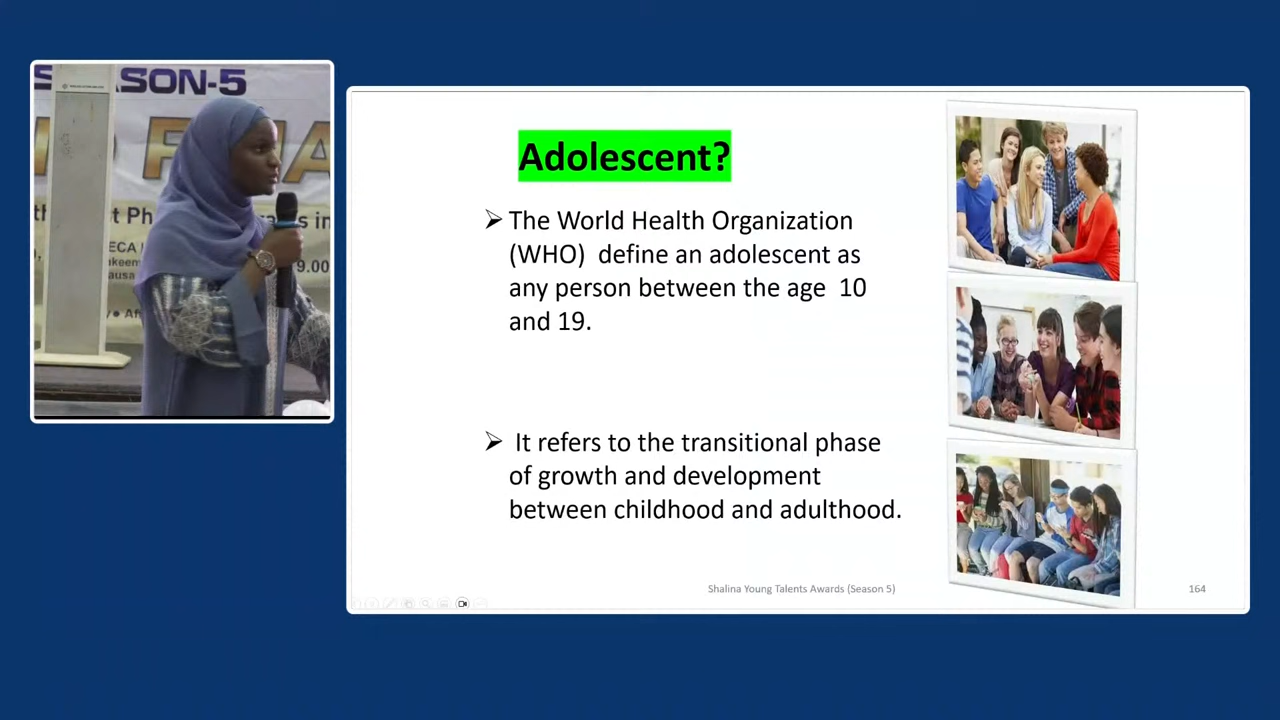 SEASON-5
Adolescent?
➢ The World Health Organization
(WHO) define an adolescent as
any person between the age 10
and 19.
➢ It refers to the transitional phase
of growth and development
between childhood and adulthood.
Shalina Young Talents Awards (Season 5)
164